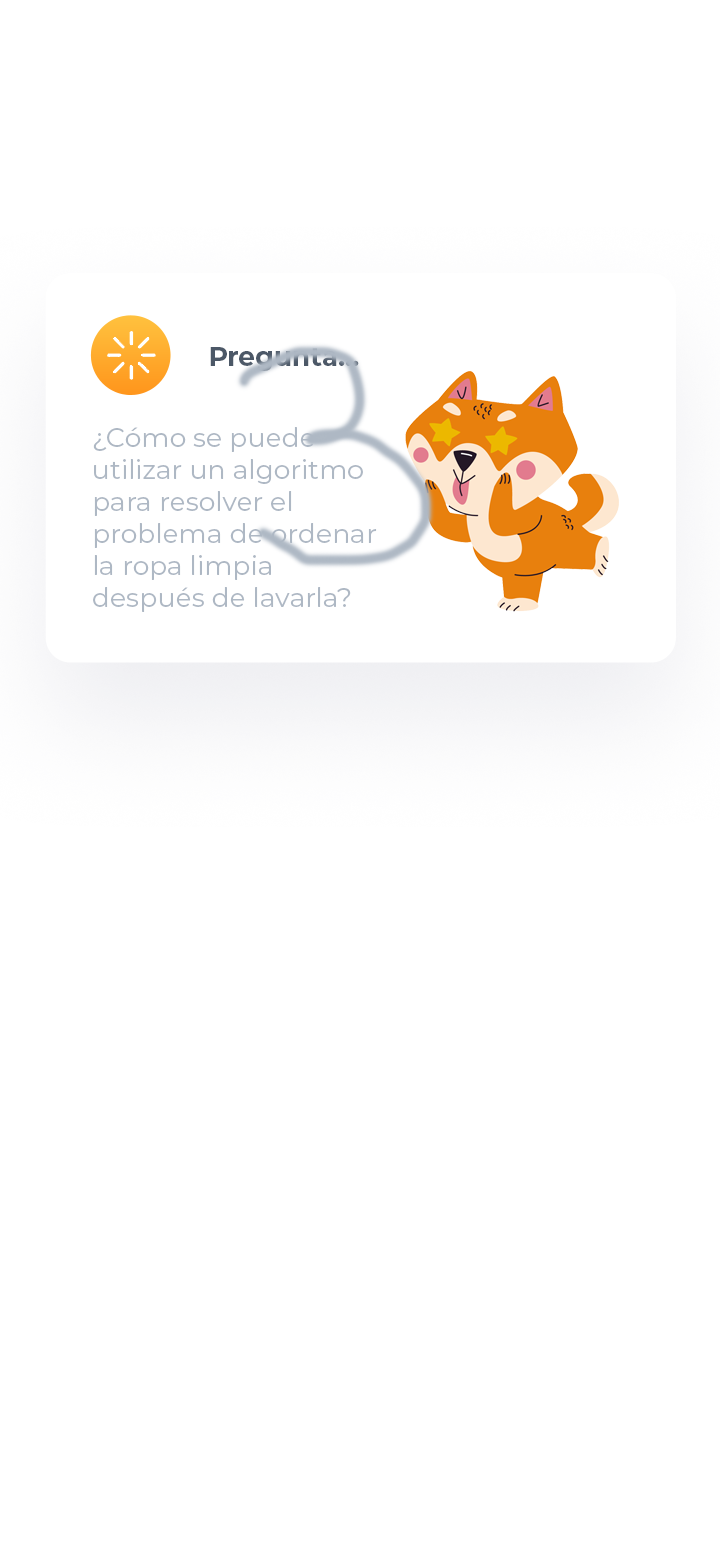 Pregunta...
3
¿Cómo se puede
utilizar un algoritmo
para resolver el
problema de ordenar
la ropa limpia
después de lavarla?